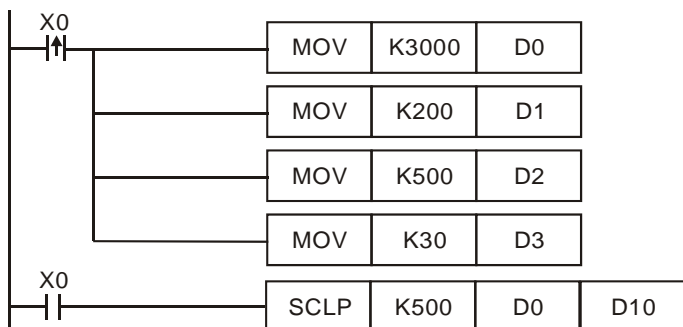 X0
MOV K3000 D0
MOV K200 D1
MOV K500 D2
MOV K30 D3
X0
SCLP K500 D0 D10